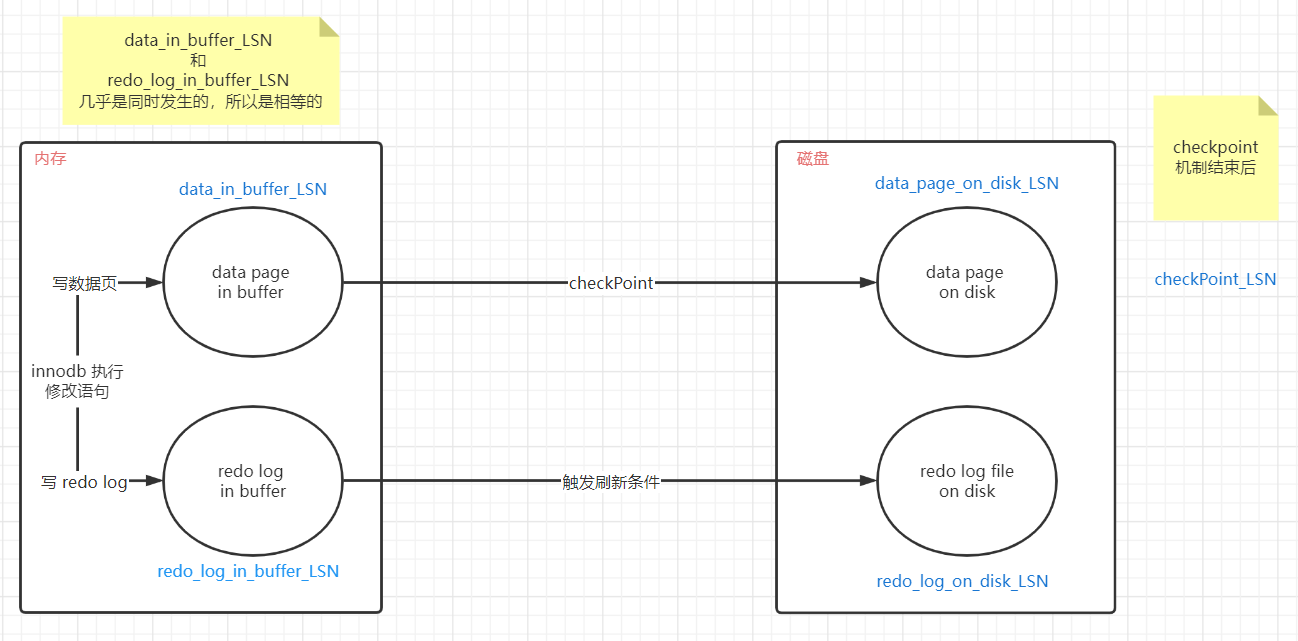 data_in_buffer_LSN
和
redo_log_in_buffer_LSN
几乎是同时发生的，所以是相等的
内存
data_in_buffer_LSN
写数据页
data page
in buffer
innodb 执行
修改语句
写 redo log
redo log
in buffer
redo_log_in_buffer_LSN
checkPoint
触发刷新条件
磁盘
data_page_on_disk_LSN
data page
on disk
redo log file
on disk
redo_log_on_disk_LSN
checkpoint
机制结束后
checkPoint_LSN